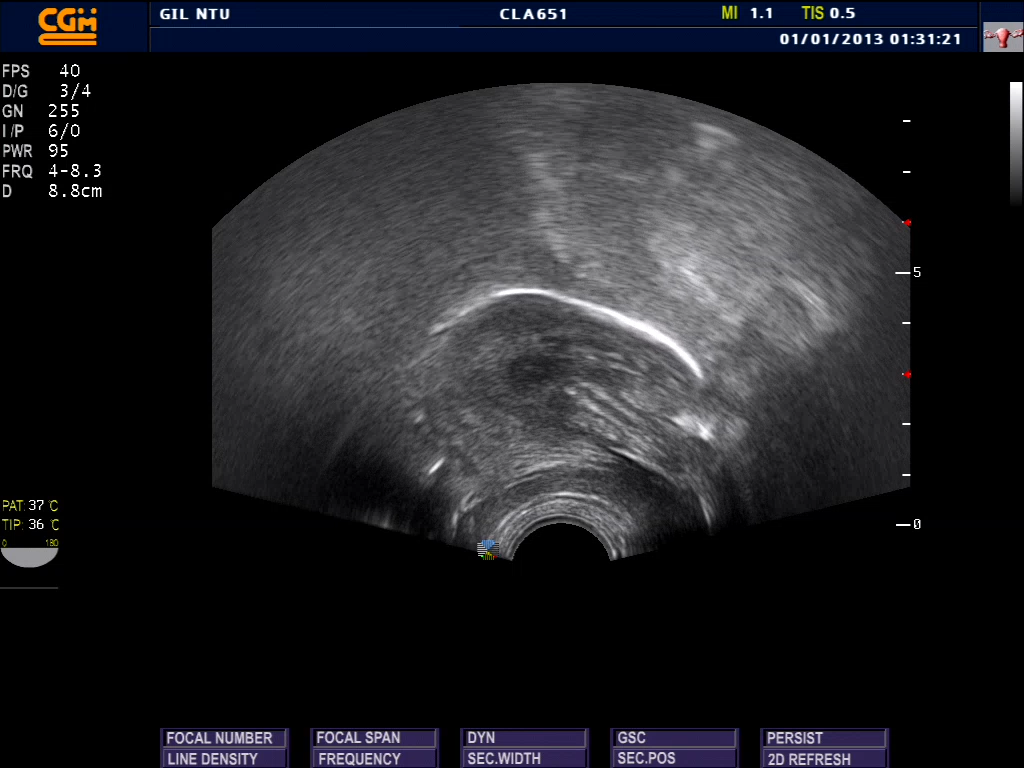 CGM
GIL NTU
CLA651
MI 1.1 TIS 0.5
01/01/2013 01:31:21
FPS 40
D/G 3/4
GN 255
I/P 6/0
PWR 95
FRQ 4-8.3
D 8.8cm
5
PAT: 37 °C
TIP: 36 °C
0 180
0
FOCAL NUMBER
LINE DENSITY
FOCAL SPAN
FREQUENCY
DYN
SEC.WIDTH
GSC
SEC.POS
PERSIST
2D REFRESH